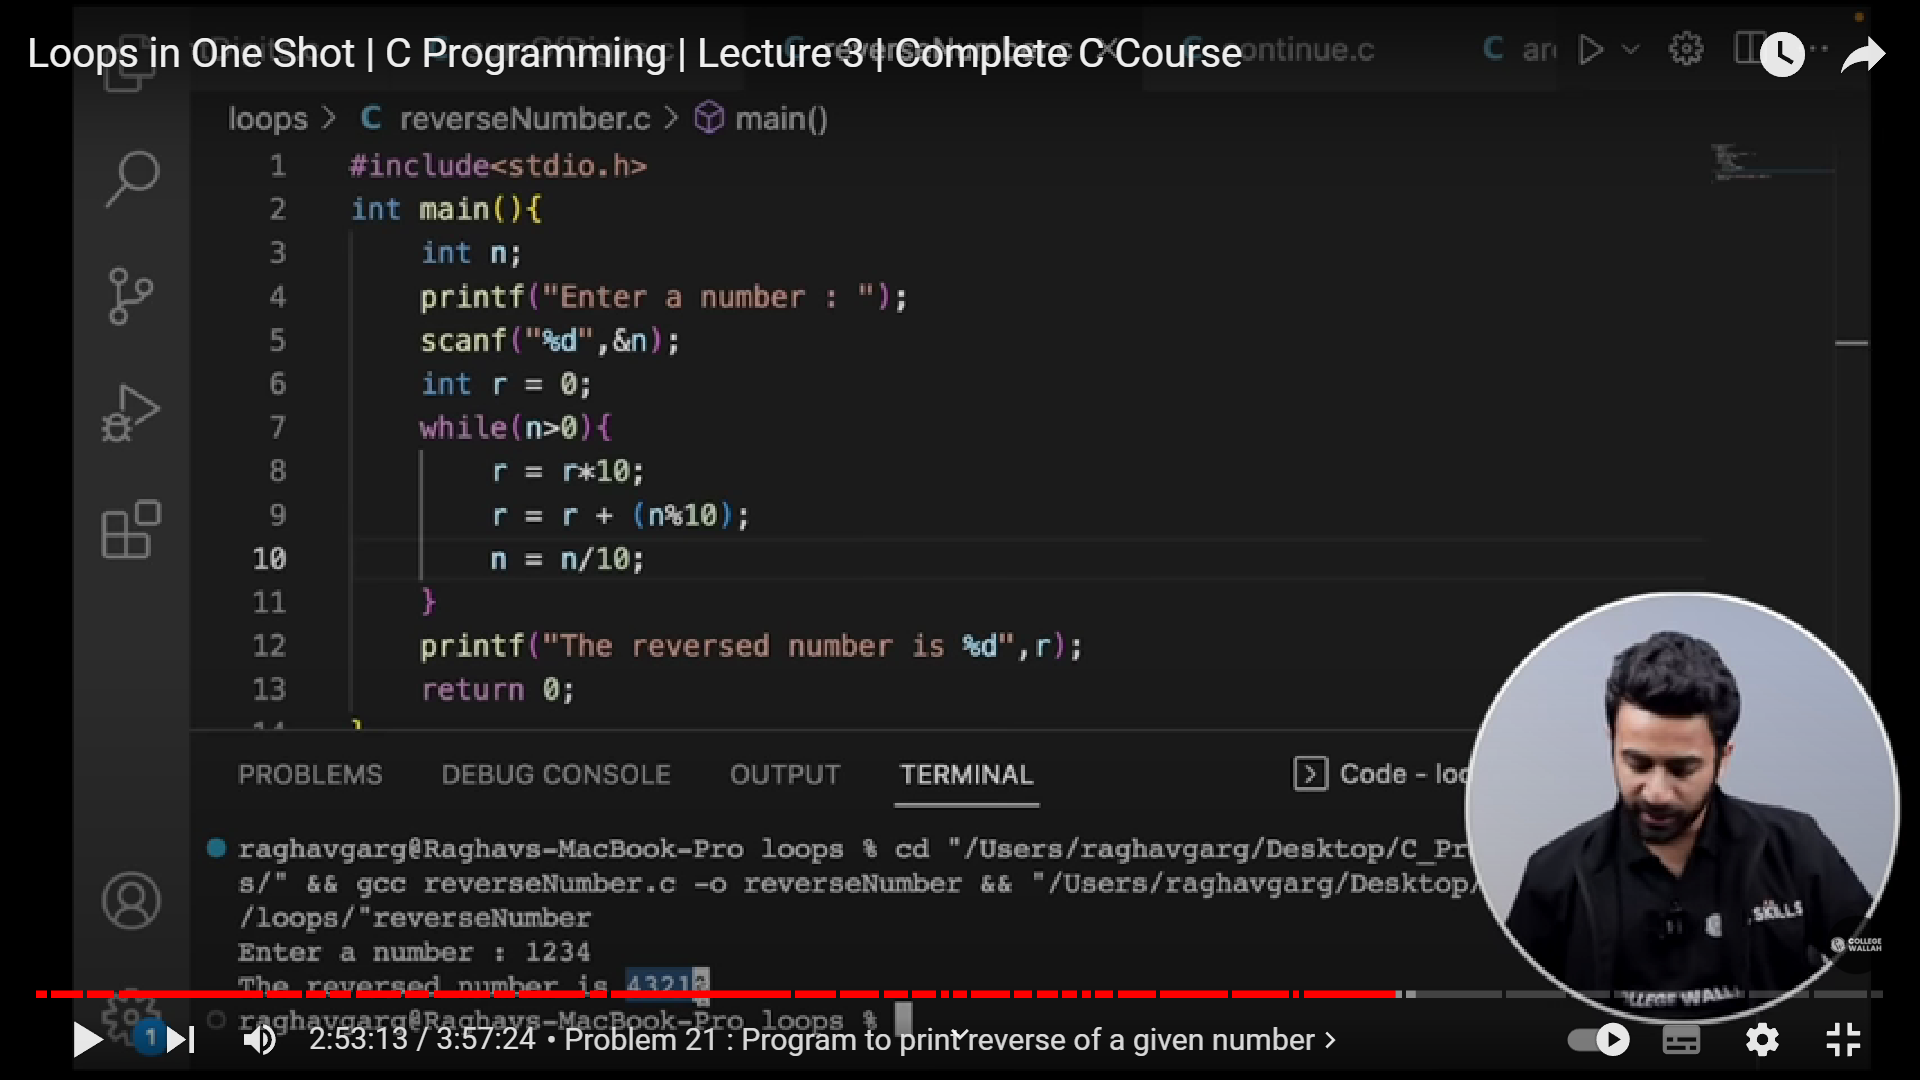 Loops in One Shot | C Programming | Lecture 3 | Complete C Course
continue.c
loops > C reverseNumber.c > main()
1 #include<stdio.h>
2 int main(){
3 int n;
4 printf("Enter a number : ");
5 scanf("%d",&n);
6 int r = 0;
7 while(n>0){
8 r = r*10;
9 r = r + (n%10);
10 n = n/10;
11 }
12 printf("The reversed number is %d",r);
13 return 0;
14 }
PROBLEMS DEBUG CONSOLE OUTPUT TERMINAL Code - loo
raghavgarg@Raghavs-MacBook-Pro loops % cd "/Users/raghavgarg/Desktop/C_Pr
s/" && gcc reverseNumber.c -o reverseNumber && "/Users/raghavgarg/Desktop/
/loops/"reverseNumber
Enter a number : 1234
The reversed number is
raghavgarg@Raghavs-MacBook-Pro loops %
SKILLS
COLLEGE
WALLAH
1
2:53:13 / 3:57:24 • Problem 21 : Program to print reverse of a given number >